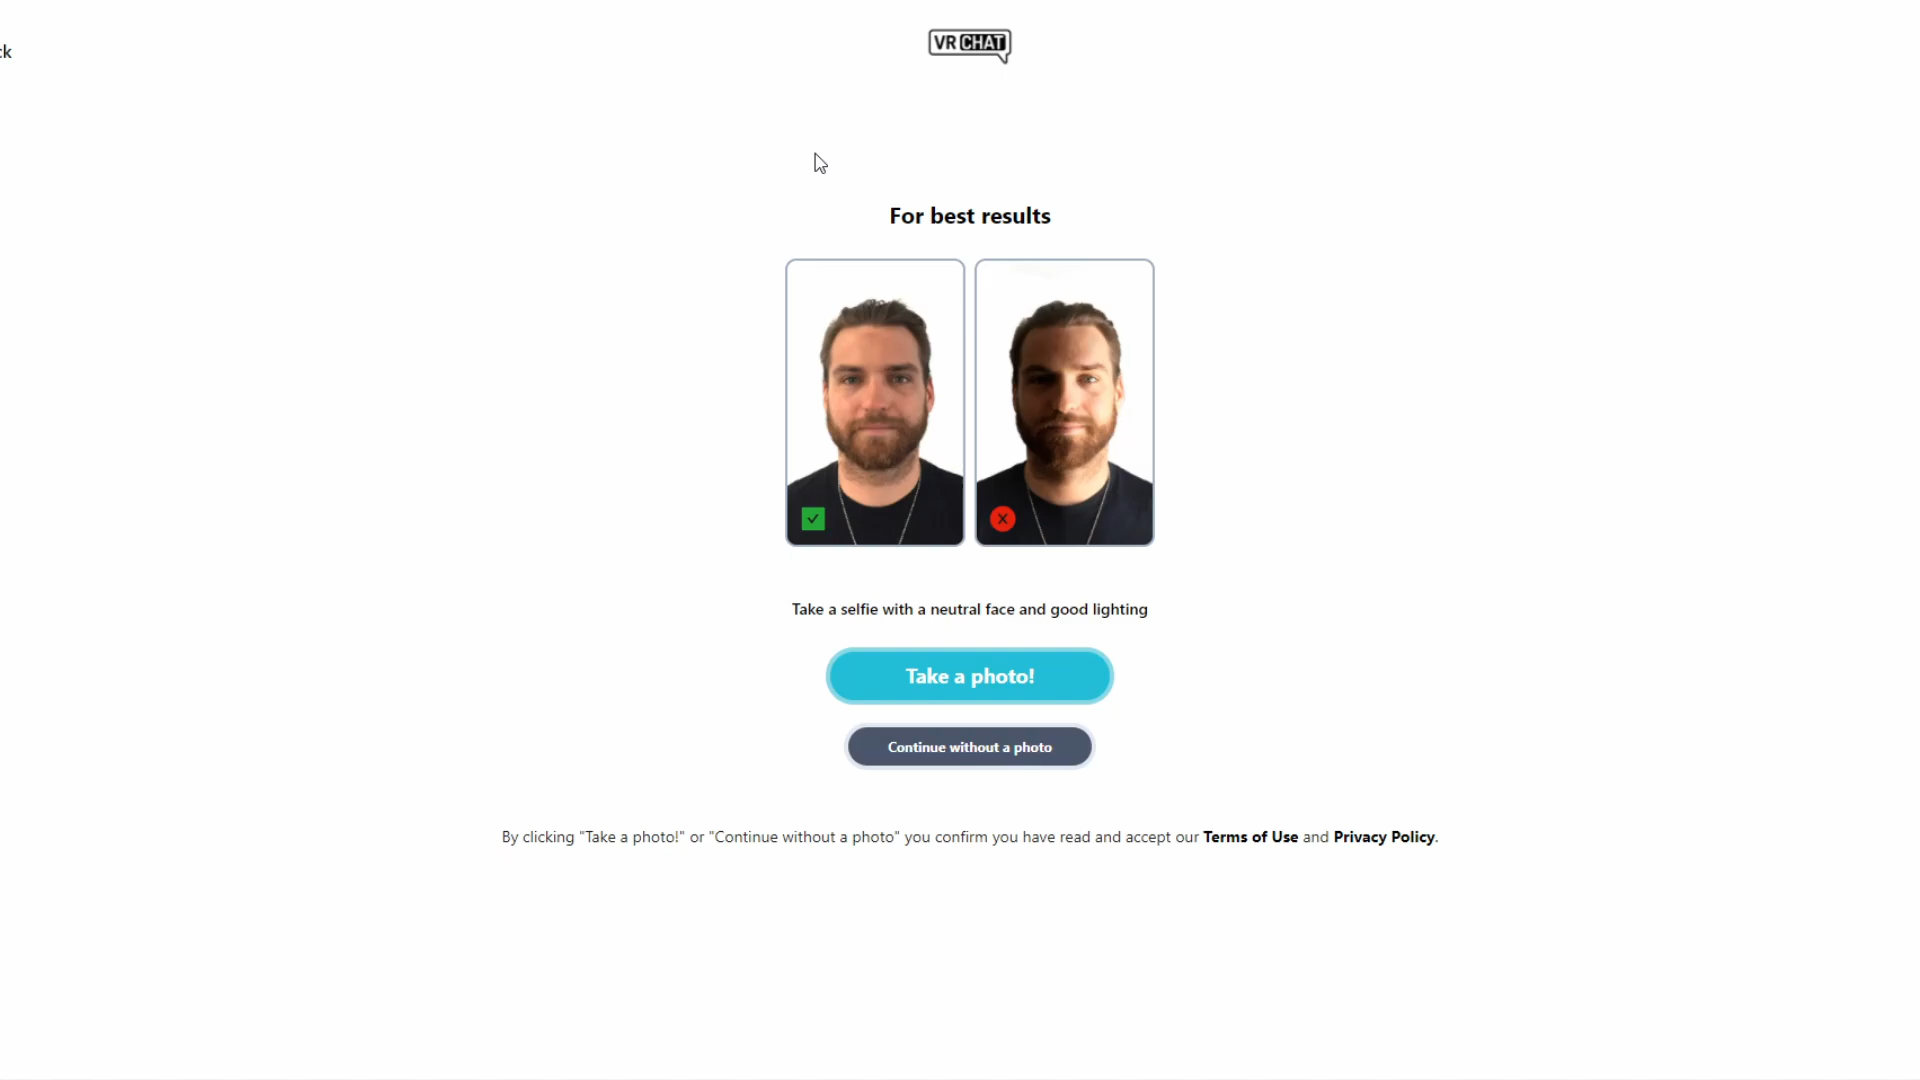 ck
VRCHAT
For best results
Take a selfie with a neutral face and good lighting
Take a photo!
Continue without a photo
By clicking "Take a photo!" or "Continue without a photo" you confirm you have read and accept our Terms of Use and Privacy Policy.